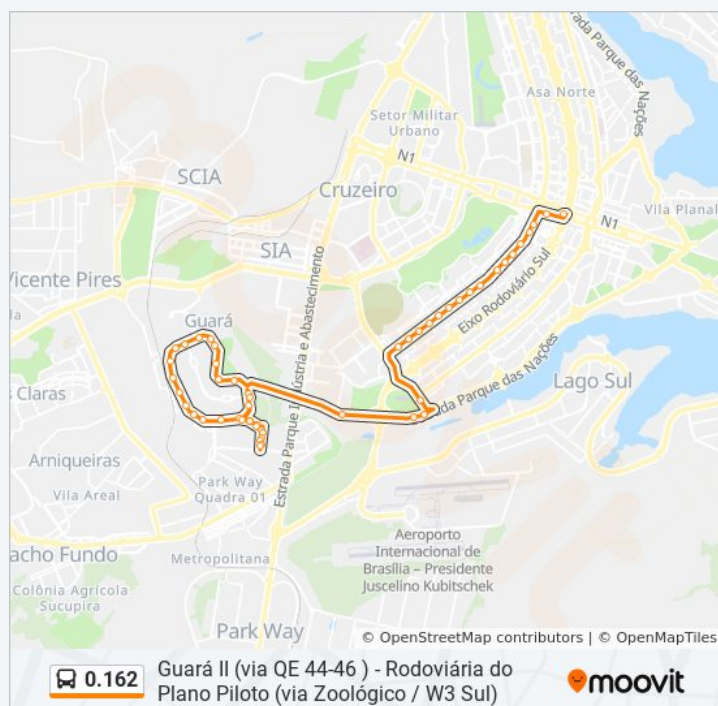 Estrada Parque das Nações
Asa Norte
Setor Militar
Urbano
N1
SCIA
Cruzeiro
N1
Vila Planal
SIA
Vicente Pires
Eixo Rodoviário Sul
Estrada Parque Indústria e Abastecimento
Guará
ada Parque das Nações
Lago Sul
s Claras
Arniqueiras
Park Way
Quadra 01
Vila Areal
Aeroporto
Internacional de
Brasília – Presidente
Juscelino Kubitschek
acho Fundo
Metropolitana
Colônia Agrícola
Sucupira
Park Way
© OpenStreetMap contributors | © OpenMapTiles
0.162
Guará II (via QE 44-46 ) - Rodoviária do
Plano Piloto (via Zoológico / W3 Sul)
moovit